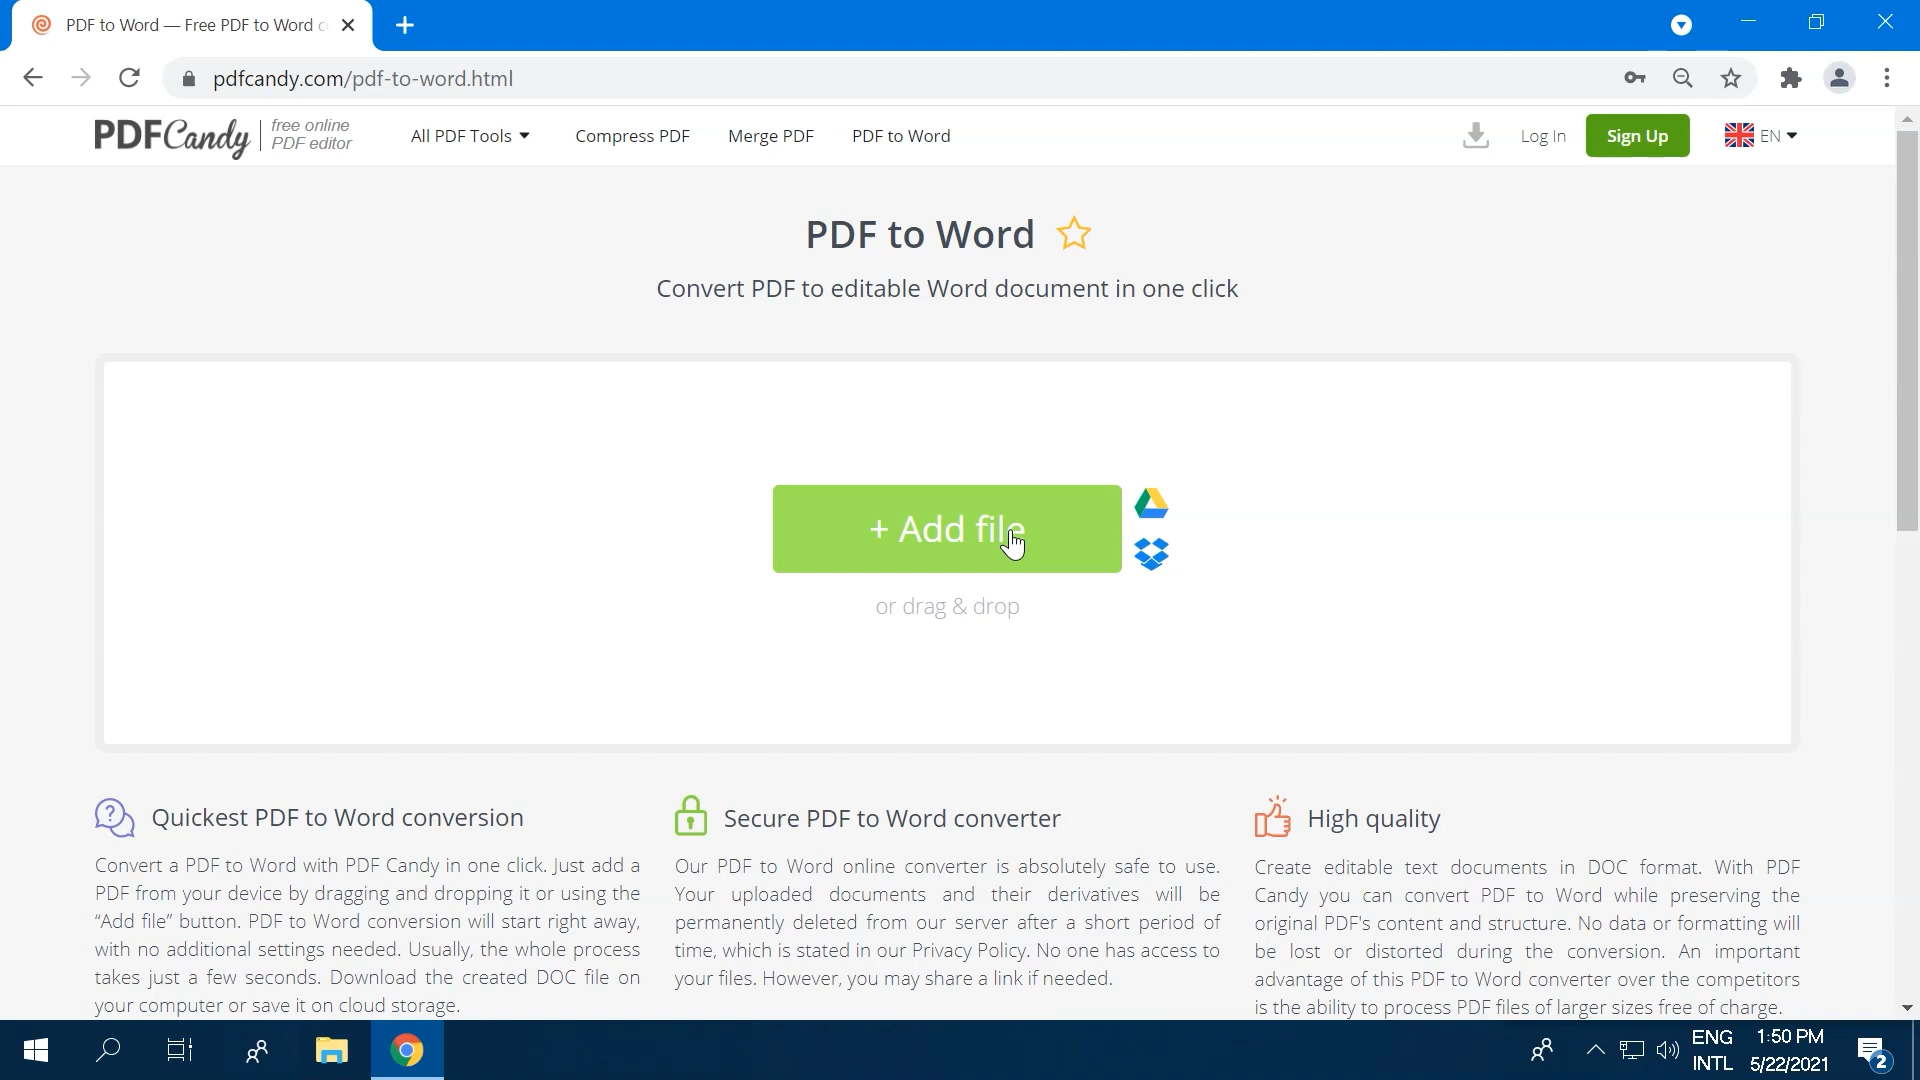 PDF to Word — Free PDF to Word c
pdfcandy.com/pdf-to-word.html
PDFCandy
free online
PDF editor
All PDF Tools
Compress PDF
Merge PDF
PDF to Word
Log In
Sign Up
EN
PDF to Word
Convert PDF to editable Word document in one click
+ Add file
or drag & drop
Quickest PDF to Word conversion
Convert a PDF to Word with PDF Candy in one click. Just add a
PDF from your device by dragging and dropping it or using the
“Add file” button. PDF to Word conversion will start right away,
with no additional settings needed. Usually, the whole process
takes just a few seconds. Download the created DOC file on
your computer or save it on cloud storage.
Secure PDF to Word converter
Our PDF to Word online converter is absolutely safe to use.
Your uploaded documents and their derivatives will be
permanently deleted from our server after a short period of
time, which is stated in our Privacy Policy. No one has access to
your files. However, you may share a link if needed.
High quality
Create editable text documents in DOC format. With PDF
Candy you can convert PDF to Word while preserving the
original PDF's content and structure. No data or formatting will
be lost or distorted during the conversion. An important
advantage of this PDF to Word converter over the competitors
is the ability to process PDF files of larger sizes free of charge.
ENG
INTL
1:50 PM
5/22/2021
2